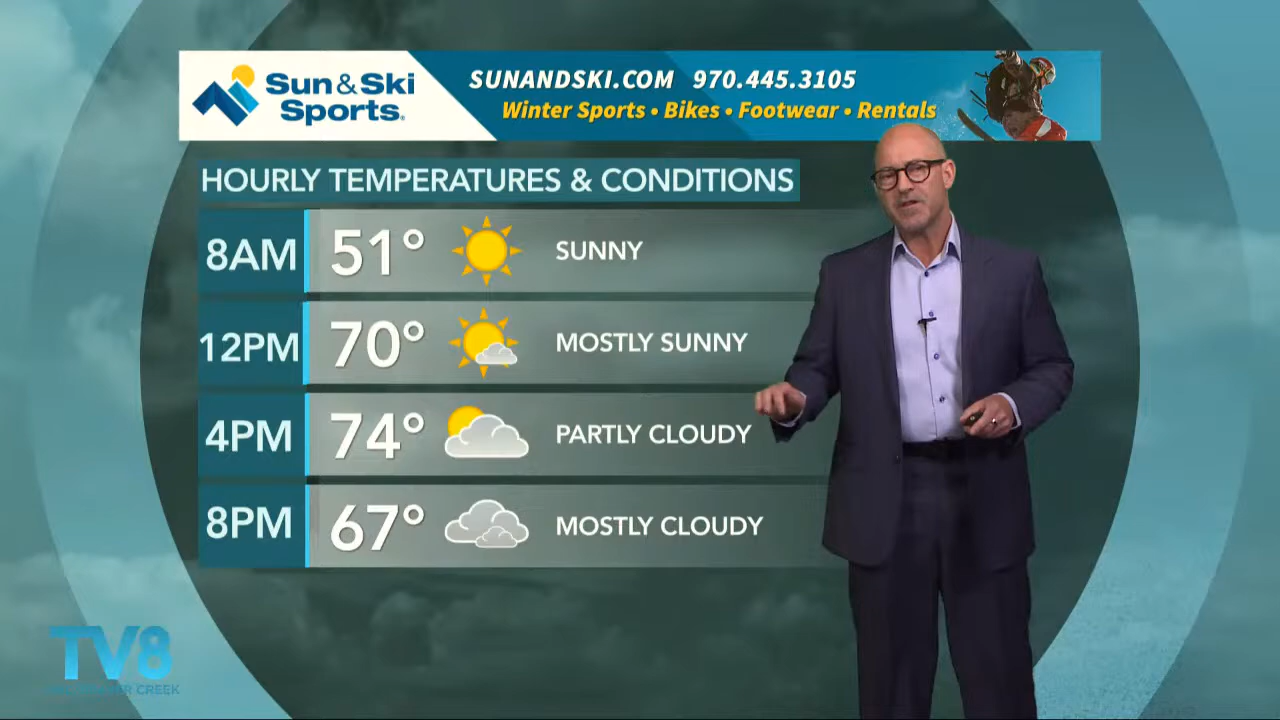 Sun & Ski
Sports
SUNANDSKI.COM 970.445.3105
Winter Sports • Bikes • Footwear • Rentals
HOURLY TEMPERATURES & CONDITIONS
8AM 51° SUNNY
12PM 70° MOSTLY SUNNY
4PM 74° PARTLY CLOUDY
8PM 67° MOSTLY CLOUDY
TV8
CREEK